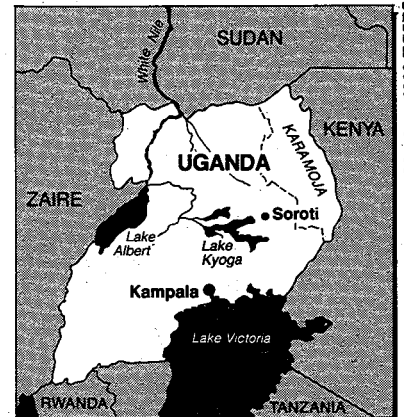 SUDAN
White Nile
KENYA
KARAMOJA
UGANDA
ZAIRE
Soroti
Lake
Albert
Lake
Kyoga
Kampala
Lake Victoria
RWANDA
TANZANIA